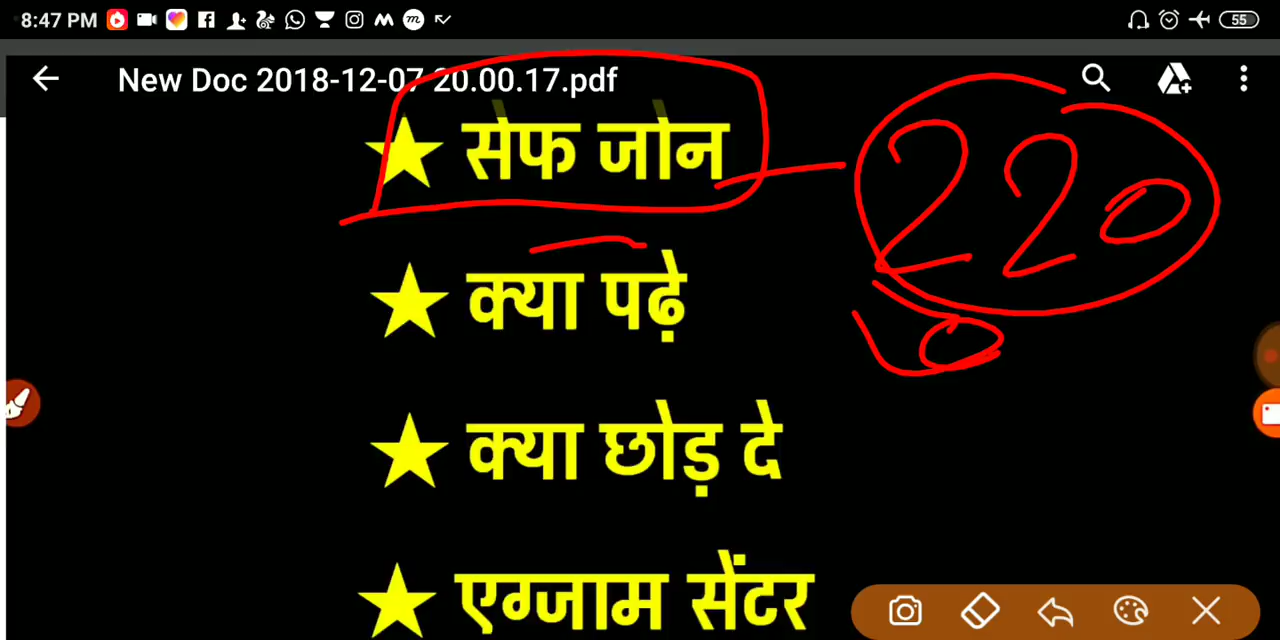 8:47 PM 55
New Doc 2018-12-07 20.00.17.pdf
★ सेफ जोन 220
★ क्या पढ़े
★ क्या छोड़ दे
★ एग्जाम सेंटर